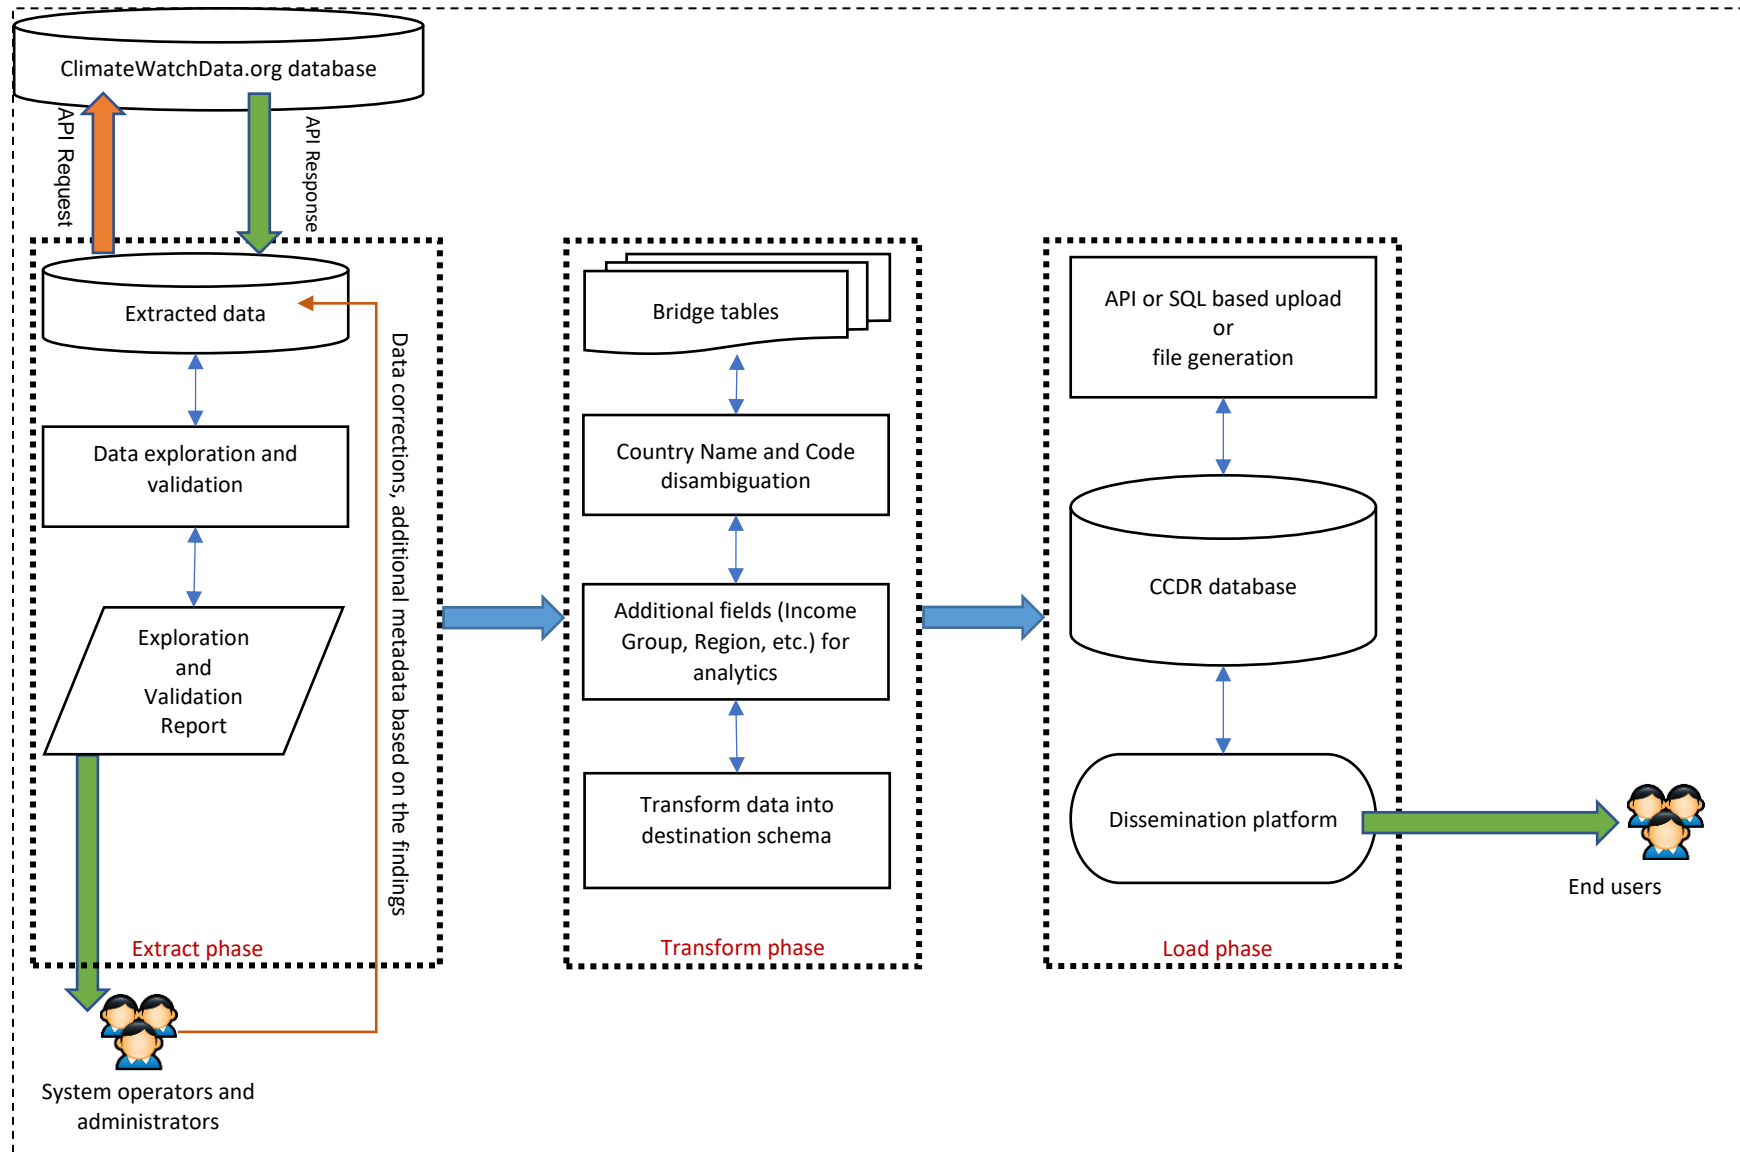 ClimateWatchData.org database
API Request
API Response
Extracted data
Data exploration and
validation
Exploration
and
Validation
Report
Data corrections, additional metadata based on the findings
Extract phase
System operators and
administrators
Bridge tables
Country Name and Code
disambiguation
Additional fields (Income
Group, Region, etc.) for
analytics
Transform data into
destination schema
Transform phase
API or SQL based upload
or
file generation
CCDR database
Dissemination platform
Load phase
End users